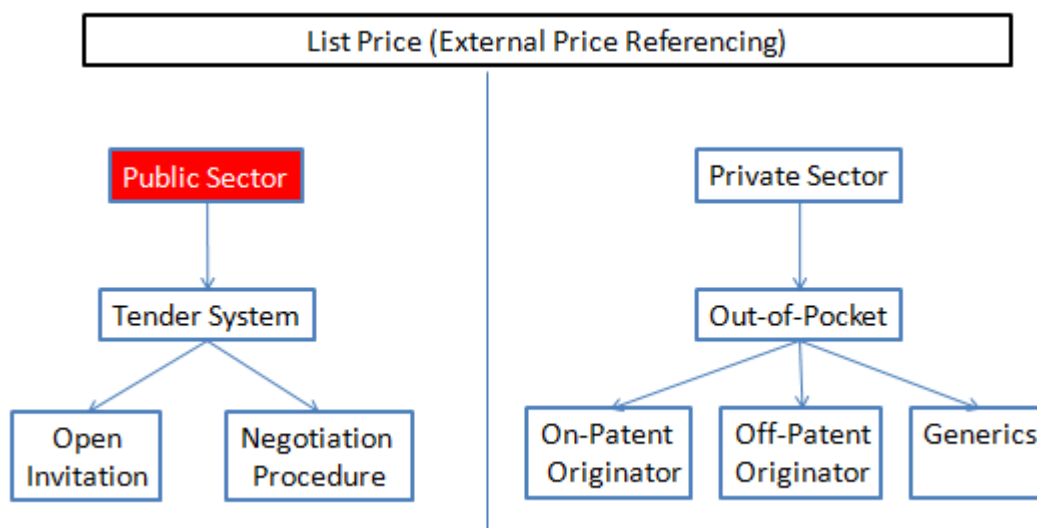 List Price (External Price Referencing)
Public Sector
Private Sector
Tender System
Out-of-Pocket
Open
Invitation
Negotiation
Procedure
On-Patent
Originator
Off-Patent
Originator
Generics